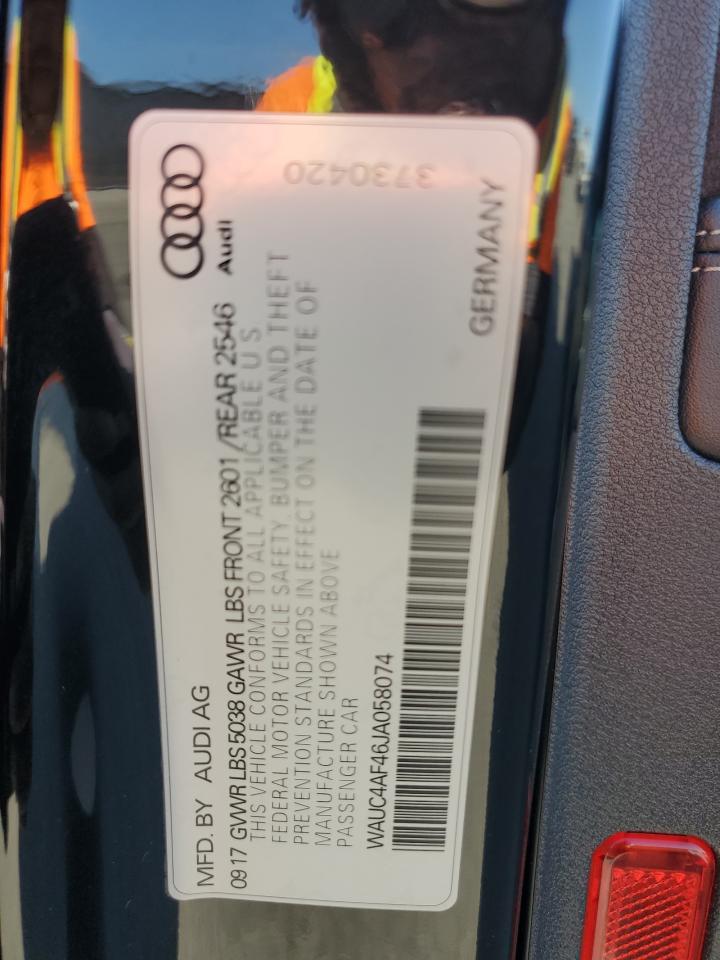 Audi
MFD. BY AUDI AG
0917 GVWR LBS 5038 GAWR LBS FRONT 2601 /REAR 2546
THIS VEHICLE CONFORMS TO ALL APPLICABLE U S
FEDERAL MOTOR VEHICLE SAFETY. BUMPER AND THEFT
PREVENTION STANDARDS IN EFFECT ON THE DATE OF
MANUFACTURE SHOWN ABOVE
PASSENGER CAR
WAUC4AF46JA058074
GERMANY
3730420